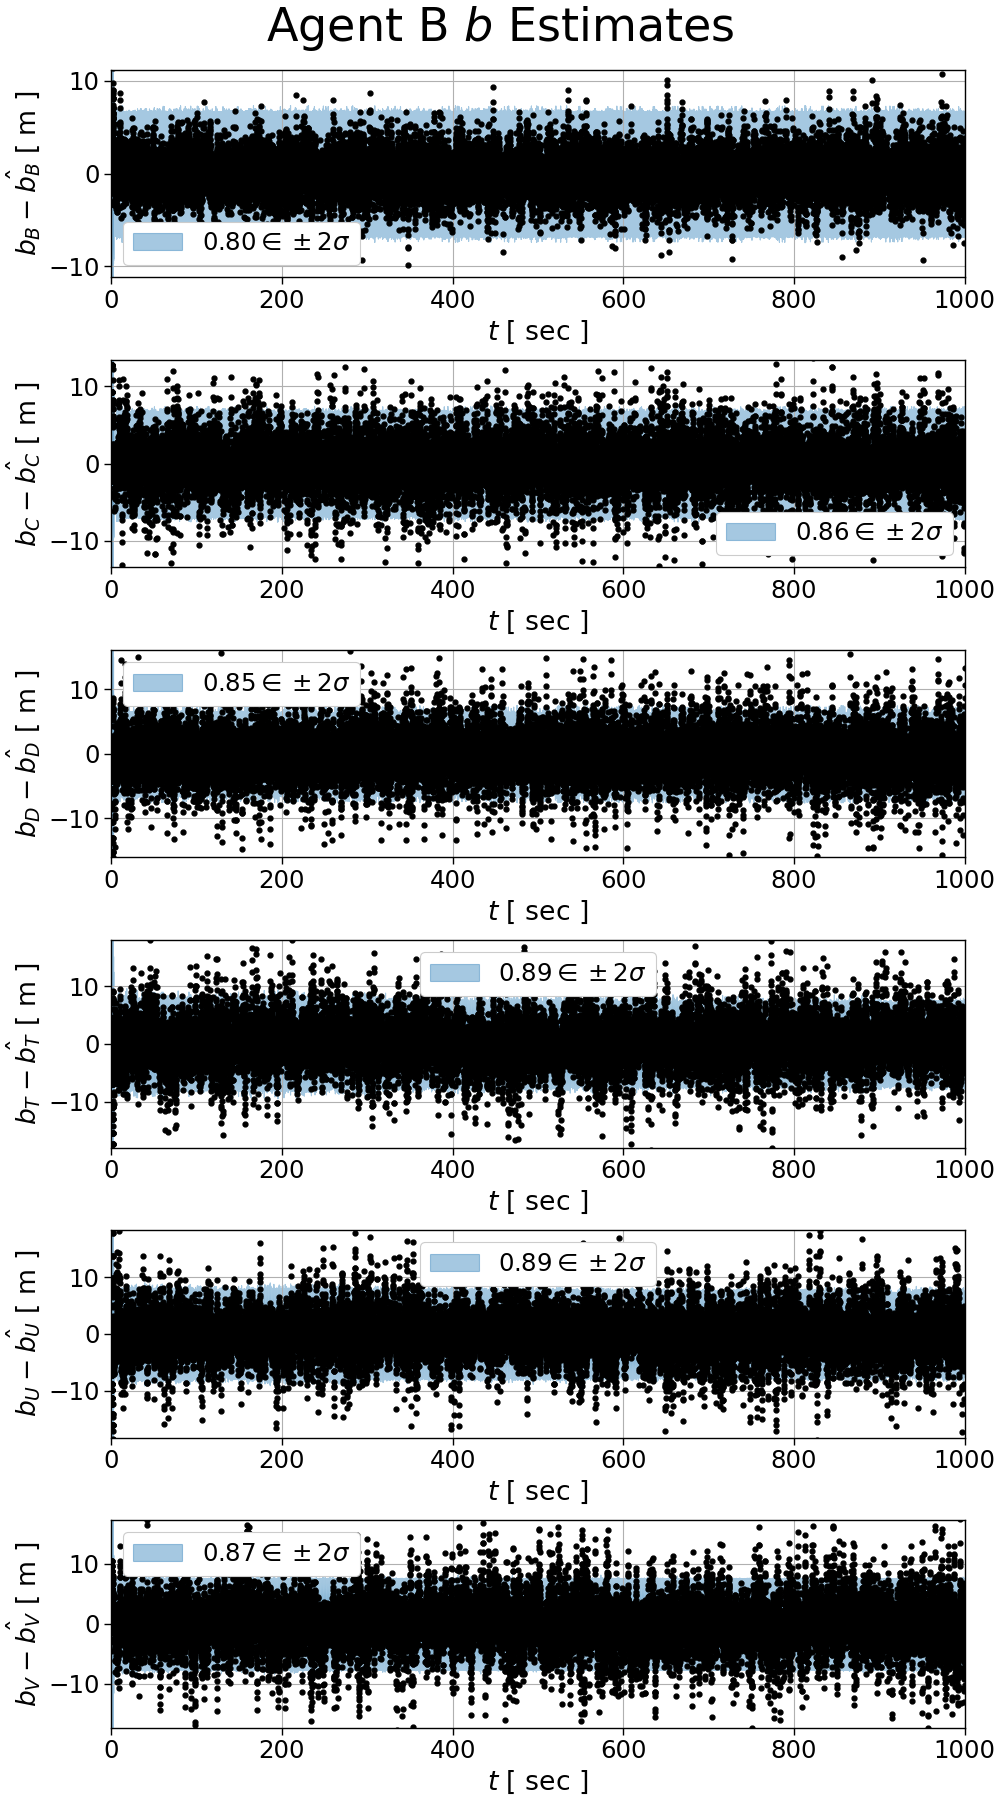 Agent B b Estimates
b_B − b̂_B [ m ]
10
0
−10
0.80 ∈ ±2σ
0 200 400 600 800 1000
t [ sec ]
b_C − b̂_C [ m ]
10
0
−10
0.86 ∈ ±2σ
0 200 400 600 800 1000
t [ sec ]
b_D − b̂_D [ m ]
10
0
−10
0.85 ∈ ±2σ
0 200 400 600 800 1000
t [ sec ]
b_T − b̂_T [ m ]
10
0
−10
0.89 ∈ ±2σ
0 200 400 600 800 1000
t [ sec ]
b_U − b̂_U [ m ]
10
0
−10
0.89 ∈ ±2σ
0 200 400 600 800 1000
t [ sec ]
b_V − b̂_V [ m ]
10
0
−10
0.87 ∈ ±2σ
0 200 400 600 800 1000
t [ sec ]